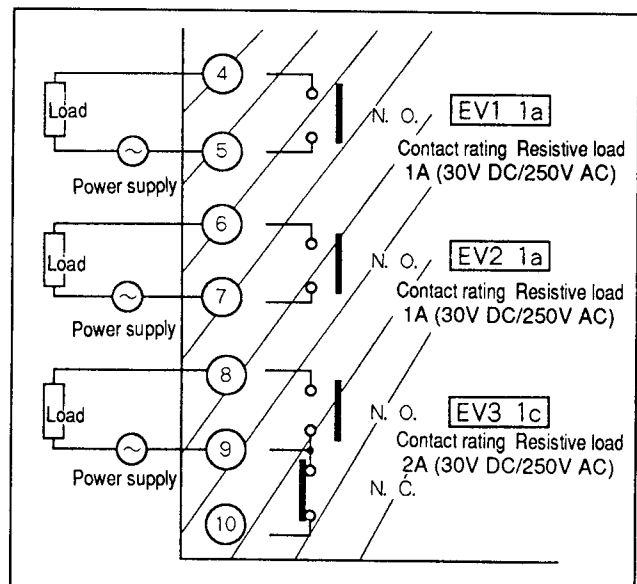 4
Load
N. O.
EV1 1a
5
Contact rating Resistive load
1A (30V DC/250V AC)
Power supply
6
Load
N. O.
EV2 1a
7
Contact rating Resistive load
1A (30V DC/250V AC)
Power supply
8
Load
N. O.
EV3 1c
9
Contact rating Resistive load
2A (30V DC/250V AC)
Power supply
N. C.
10